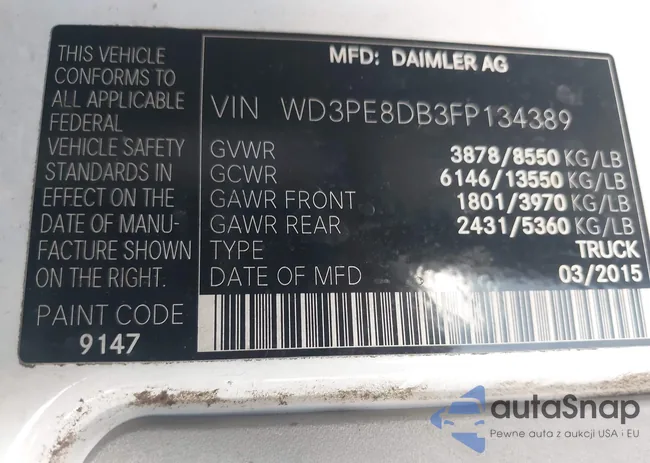 THIS VEHICLE
CONFORMS TO
ALL APPLICABLE
FEDERAL
VEHICLE SAFETY
STANDARDS IN
EFFECT ON THE
DATE OF MANU-
FACTURE SHOWN
ON THE RIGHT.
PAINT CODE
9147
MFD: DAIMLER AG
VIN WD3PE8DB3FP134389
GVWR 3878/8550 KG/LB
GCWR 6146/13550 KG/LB
GAWR FRONT 1801/3970 KG/LB
GAWR REAR 2431/5360 KG/LB
TYPE TRUCK
DATE OF MFD 03/2015
autaSnap
Pewne auta z aukcji USA i EU